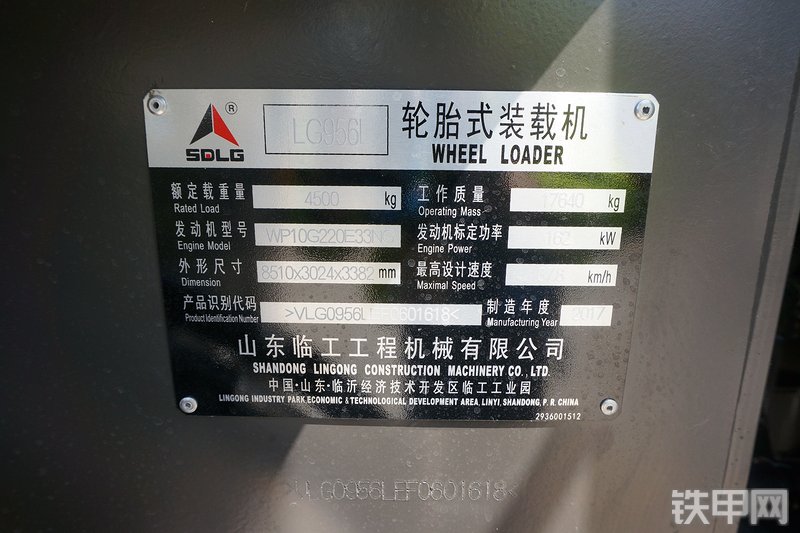 SDLG ® LG956L 轮胎式装载机
WHEEL LOADER
额定载重量 4500 kg 工作质量 17640 kg
Rated Load Operating Mass
发动机型号 WP10G220E33N 发动机标定功率 162 kW
Engine Model Engine Power
外形尺寸 8510x3024x3382 mm 最高设计速度 km/h
Dimension Maximal Speed
产品识别代码 >VLG0956LEF0601618< 制造年度 2017
Product Identification Number Manufacturing Year
山东临工工程机械有限公司
SHANDONG LINGONG CONSTRUCTION MACHINERY CO., LTD.
中国·山东·临沂经济技术开发区临工工业园
LINGONG INDUSTRY PARK ECONOMIC & TECHNOLOGICAL DEVELOPMENT AREA, LINYI, SHANDONG, P. R. CHINA
2936001512
>VLG0956LEF0601618<
铁甲网